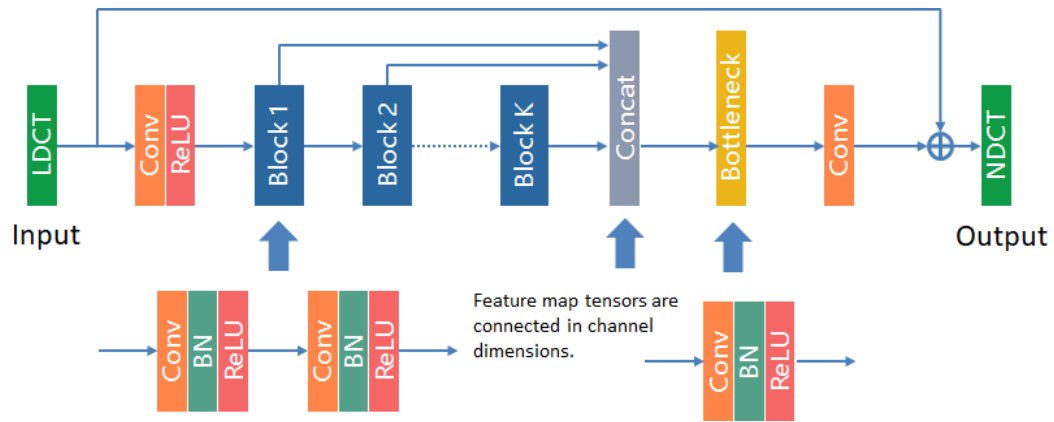 LDCT
Conv
ReLU
Block 1
Block 2
Block K
Concat
Bottleneck
Conv
NDCT
Input
Output
Conv
BN
ReLU
Conv
BN
ReLU
Feature map tensors are
connected in channel
dimensions.
Conv
BN
ReLU